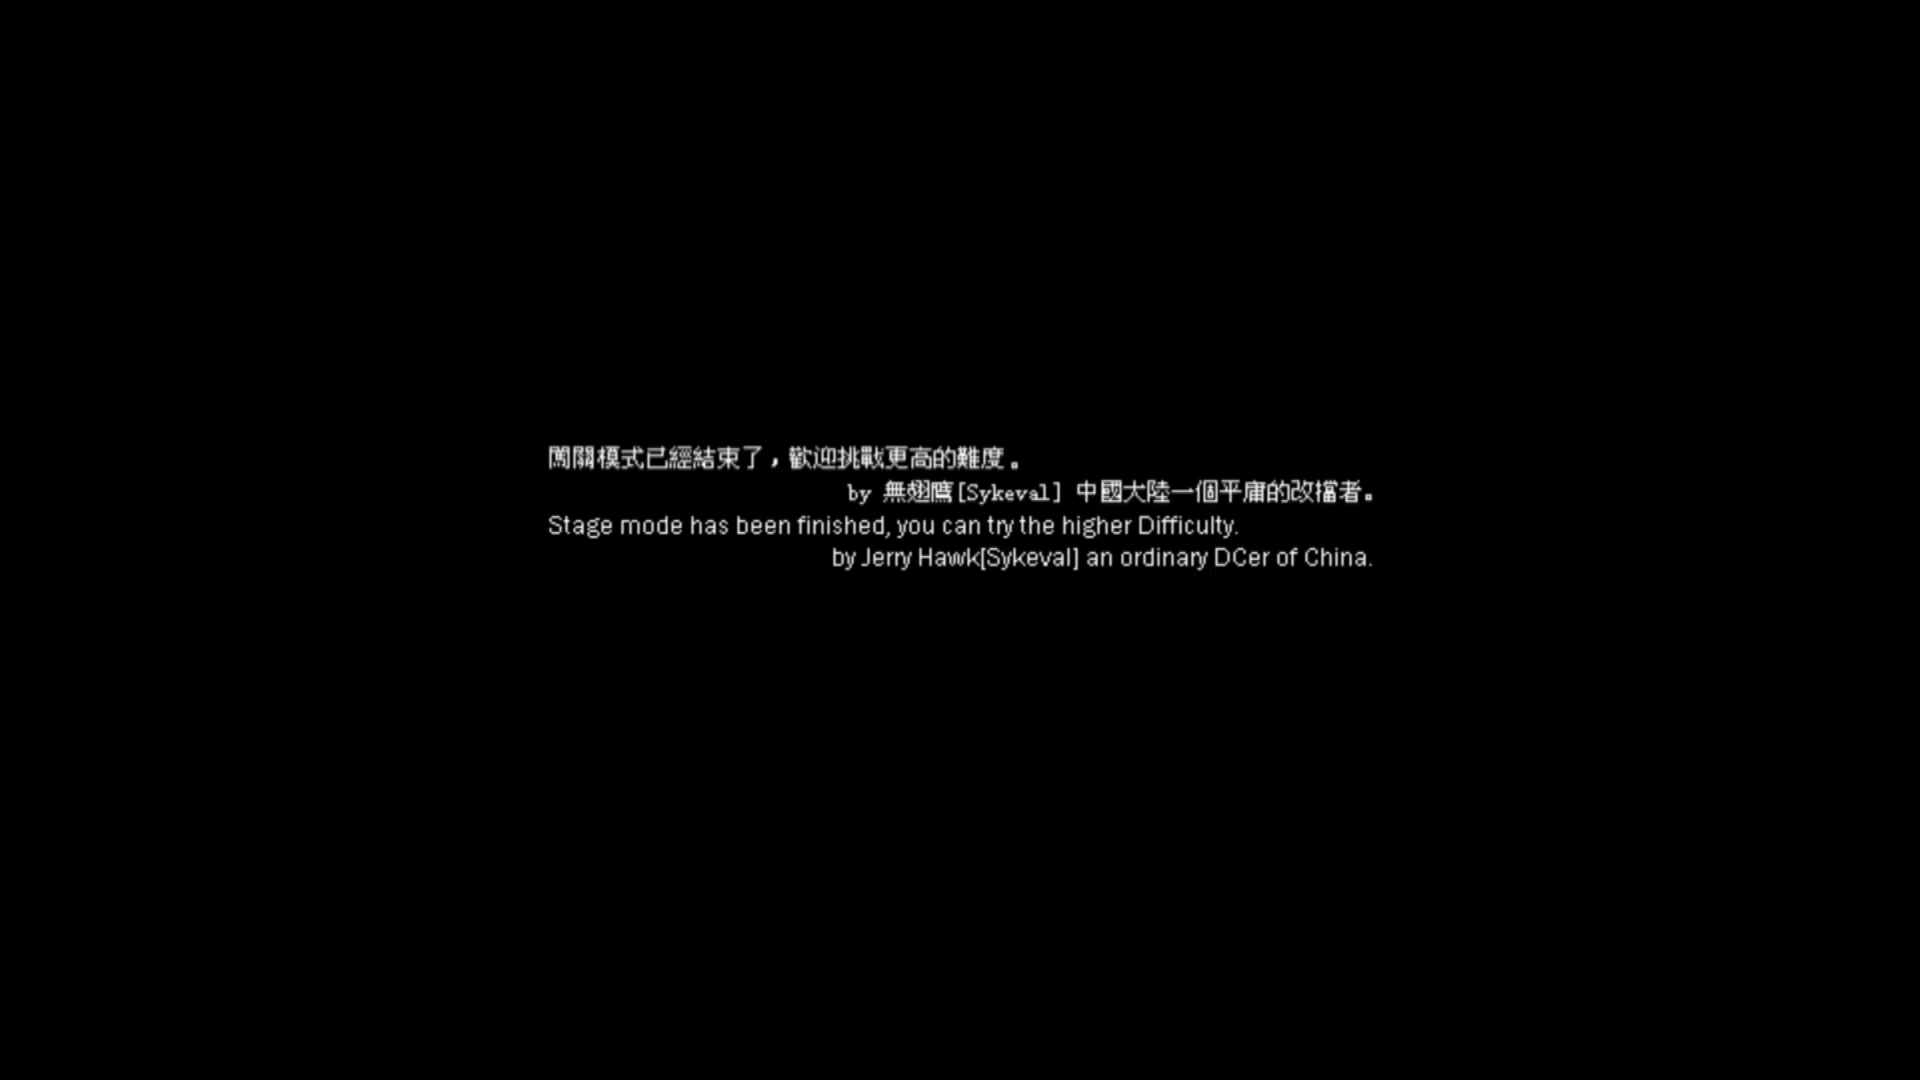 闖關模式已經結束了，歡迎挑戰更高的難度。
by 無翅鷹[Sykeval] 中國大陸一個平庸的改檔者。
Stage mode has been finished, you can try the higher Difficulty.
by Jerry Hawk[Sykeval] an ordinary DCer of China.